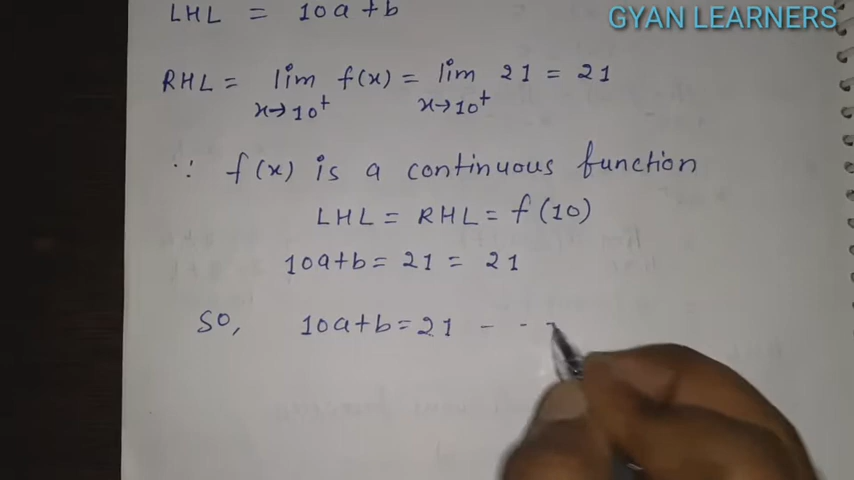 GYAN LEARNERS
LHL = 10a+b
RHL = lim f(x) = lim 21 = 21
x→10⁺ x→10⁺
∵ f(x) is a continuous function
LHL = RHL = f(10)
10a+b = 21 = 21
SO, 10a+b = 21 - - -